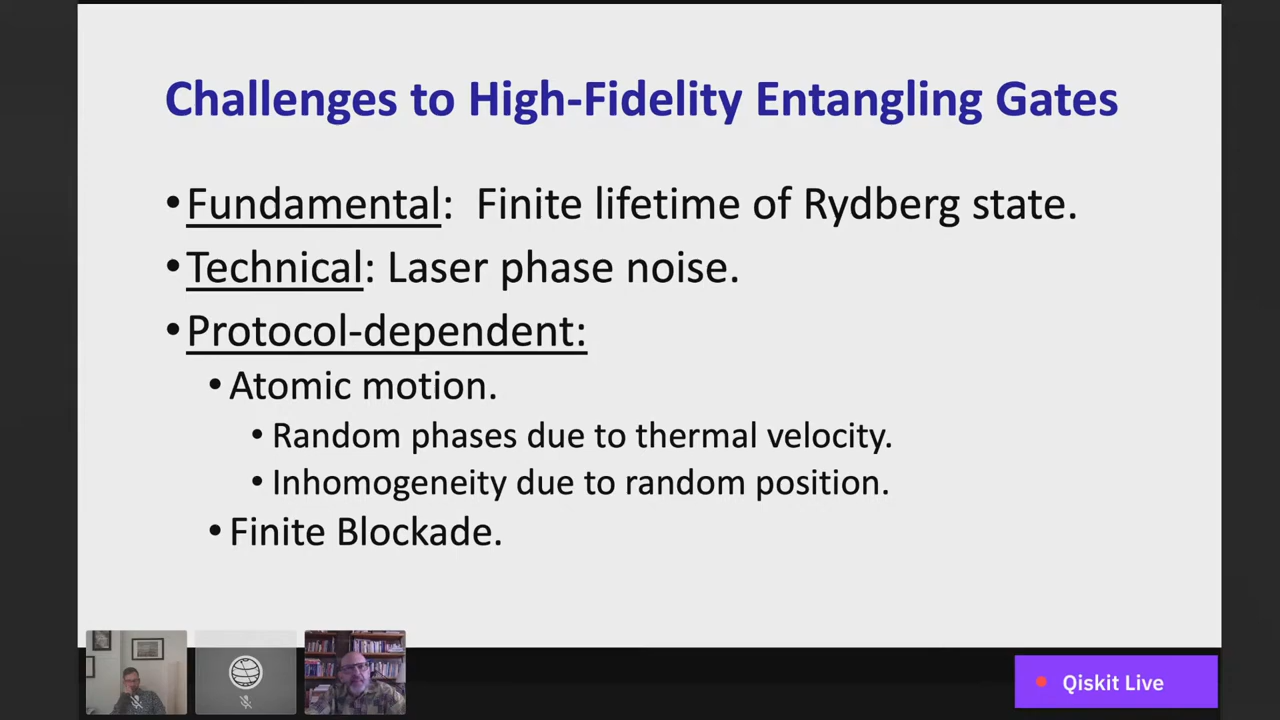 Challenges to High-Fidelity Entangling Gates
•Fundamental:  Finite lifetime of Rydberg state.
•Technical: Laser phase noise.
•Protocol-dependent:
•Atomic motion.
•Random phases due to thermal velocity.
•Inhomogeneity due to random position.
•Finite Blockade.
Qiskit Live